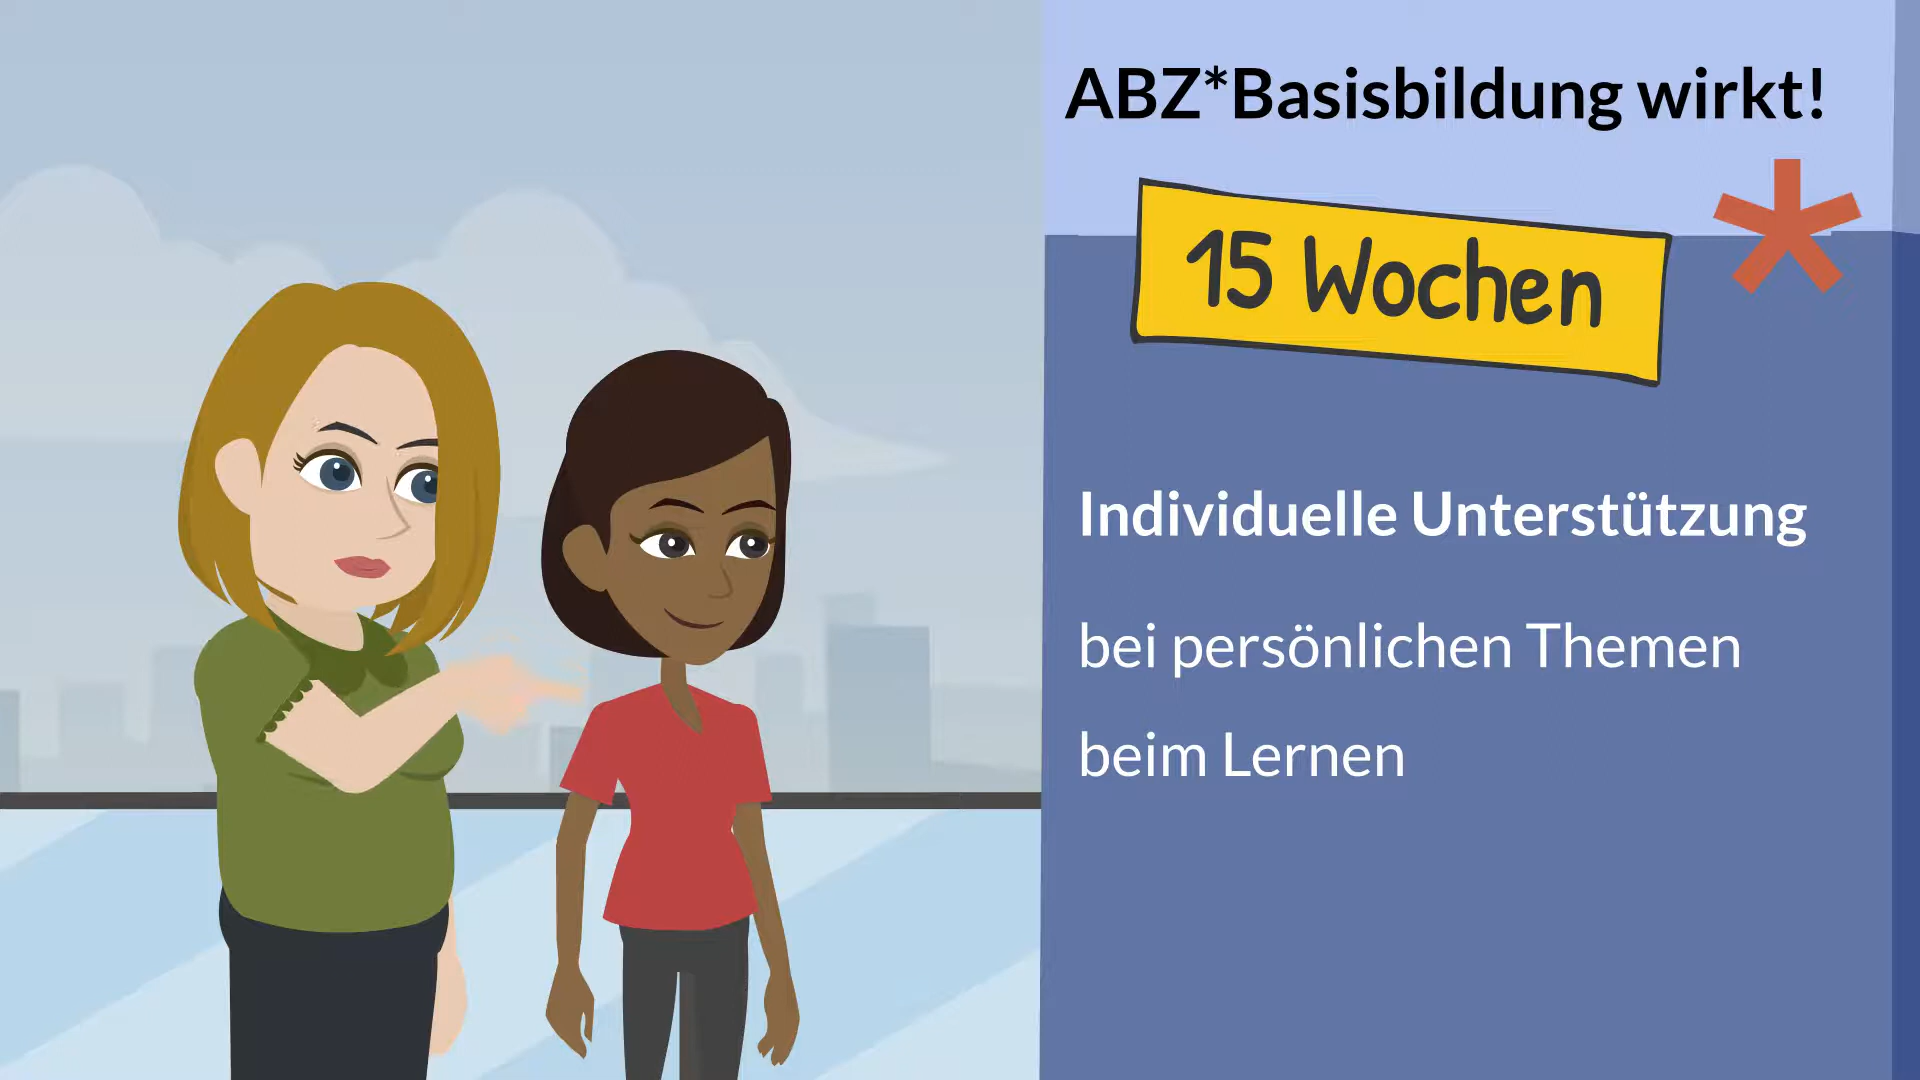 ABZ*Basisbildung wirkt!
15 Wochen
Individuelle Unterstützung
bei persönlichen Themen
beim Lernen